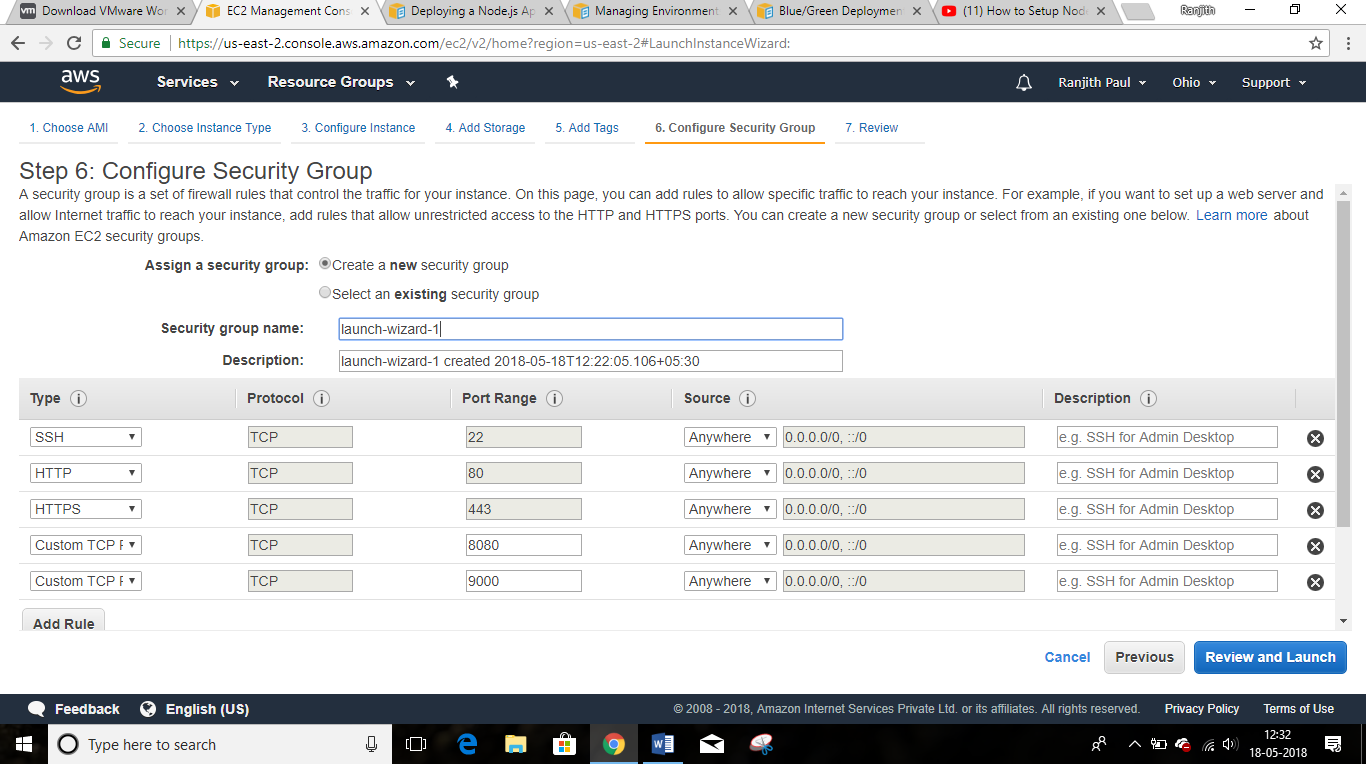 Download VMware Wor
EC2 Management Cons
Deploying a Node.js Ap
Managing Environment
Blue/Green Deploymen
(11) How to Setup Node
Ranjith
Secure
https://us-east-2.console.aws.amazon.com/ec2/v2/home?region=us-east-2#LaunchInstanceWizard:
aws Services Resource Groups Ranjith Paul Ohio Support
1. Choose AMI 2. Choose Instance Type 3. Configure Instance 4. Add Storage 5. Add Tags 6. Configure Security Group 7. Review
Step 6: Configure Security Group
A security group is a set of firewall rules that control the traffic for your instance. On this page, you can add rules to allow specific traffic to reach your instance. For example, if you want to set up a web server and
allow Internet traffic to reach your instance, add rules that allow unrestricted access to the HTTP and HTTPS ports. You can create a new security group or select from an existing one below. Learn more about
Amazon EC2 security groups.
Assign a security group: Create a new security group
Select an existing security group
Security group name: launch-wizard-1
Description: launch-wizard-1 created 2018-05-18T12:22:05.106+05:30
Type Protocol Port Range Source Description
SSH TCP 22 Anywhere 0.0.0.0/0, ::/0 e.g. SSH for Admin Desktop
HTTP TCP 80 Anywhere 0.0.0.0/0, ::/0 e.g. SSH for Admin Desktop
HTTPS TCP 443 Anywhere 0.0.0.0/0, ::/0 e.g. SSH for Admin Desktop
Custom TCP F TCP 8080 Anywhere 0.0.0.0/0, ::/0 e.g. SSH for Admin Desktop
Custom TCP F TCP 9000 Anywhere 0.0.0.0/0, ::/0 e.g. SSH for Admin Desktop
Add Rule
Cancel Previous Review and Launch
Feedback English (US) © 2008 - 2018, Amazon Internet Services Private Ltd. or its affiliates. All rights reserved. Privacy Policy Terms of Use
Type here to search
12:32
18-05-2018